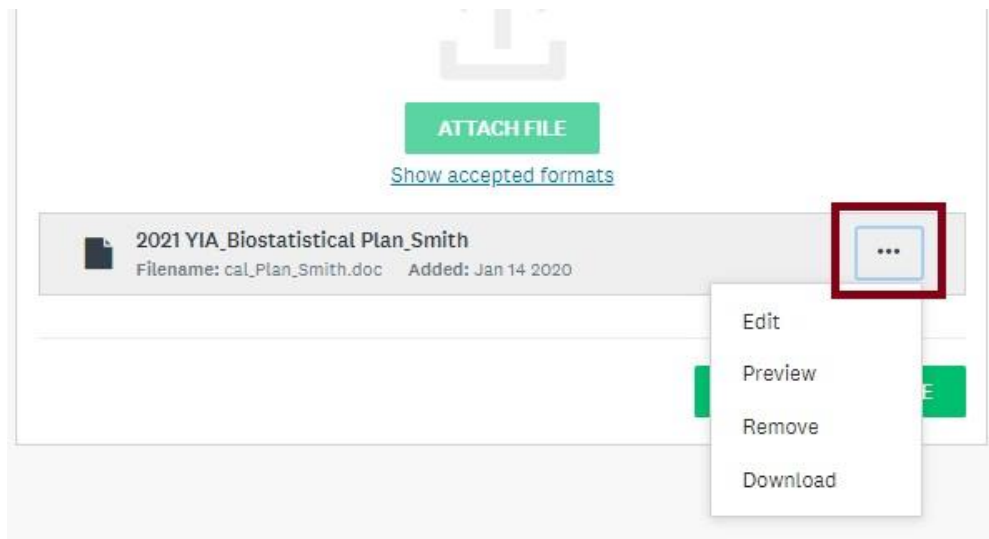 ATTACH FILE
Show accepted formats
2021 YIA_Biostatistical Plan_Smith
Filename: cal_Plan_Smith.doc Added: Jan 14 2020
...
Edit
Preview
E
Remove
Download